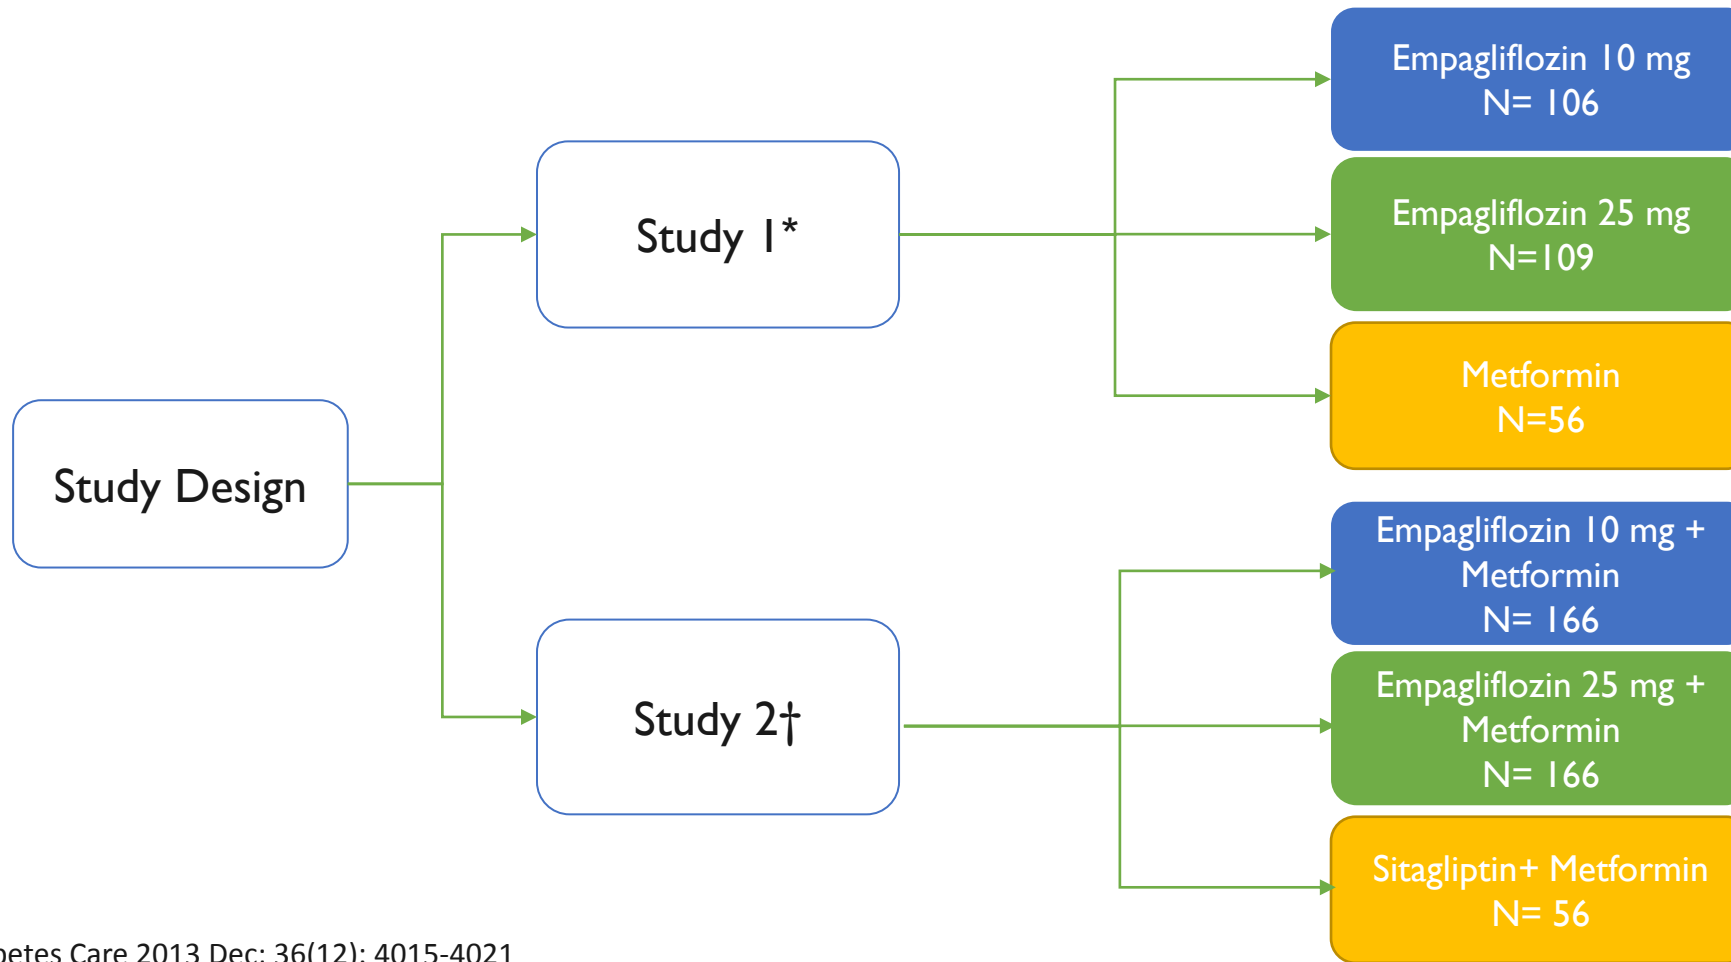 Study Design
Study 1*
Study 2†
Empagliflozin 10 mg
N= 106
Empagliflozin 25 mg
N=109
Metformin
N=56
Empagliflozin 10 mg +
Metformin
N= 166
Empagliflozin 25 mg +
Metformin
N= 166
Sitagliptin+ Metformin
N= 56
betes Care 2013 Dec; 36(12): 4015-4021